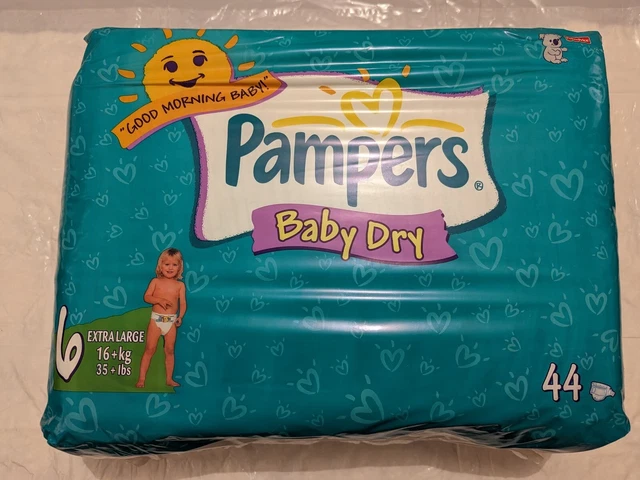 "GOOD MORNING BABY!"
Pampers®
Baby Dry
6
EXTRA LARGE
16+kg
35+lbs
44